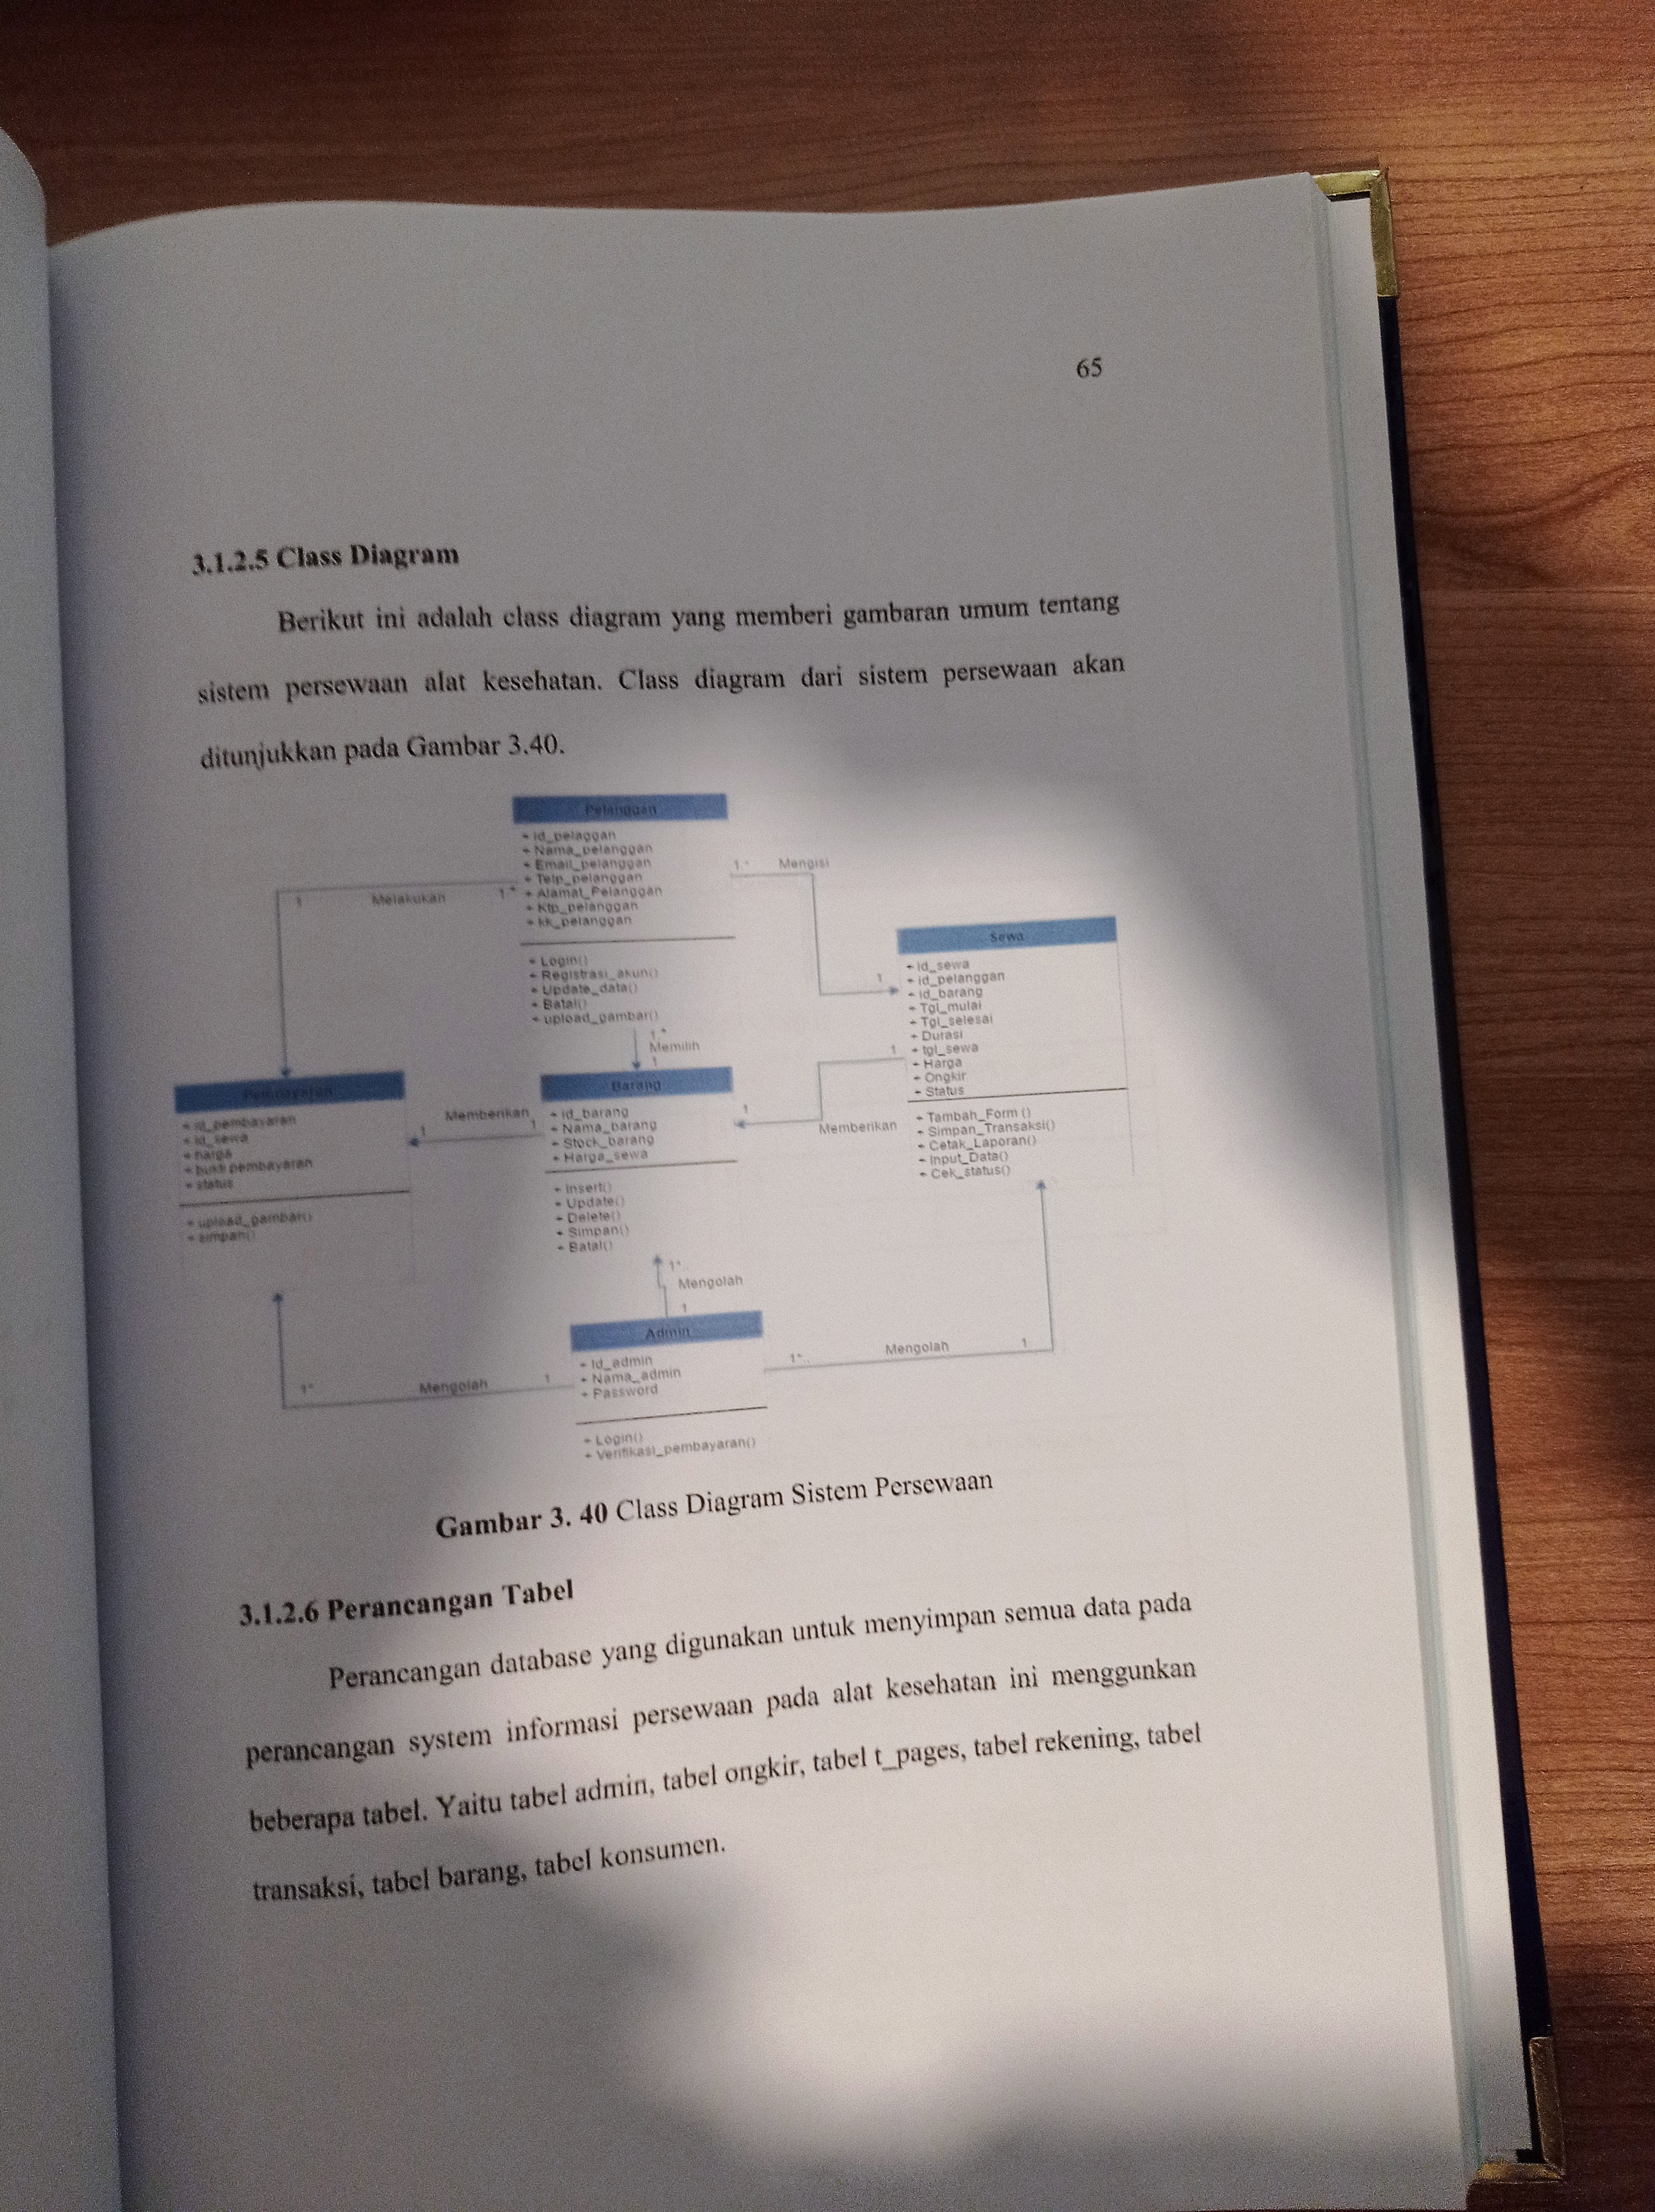 65
3.1.2.5 Class Diagram
Berikut ini adalah class diagram yang memberi gambaran umum tentang
sistem persewaan alat kesehatan. Class diagram dari sistem persewaan akan
ditunjukkan pada Gambar 3.40.
Pelanggan
+ id_pelaggan
+ Nama_pelanggan
+ Email_pelanggan
+ Telp_pelanggan
+ Alamat_Pelanggan
+ Ktp_pelanggan
+ kk_pelanggan
+ Login()
+ Registrasi_akun()
+ Update_data()
+ Batal()
+ upload_gambar()
1 Melakukan 1*
1.* Mengisi
1
Sewa
+ id_sewa
+ id_pelanggan
+ id_barang
+ Tgl_mulai
+ Tgl_selesai
+ Durasi
+ tgl_sewa
+ Harga
+ Ongkir
+ Status
+ Tambah_Form ()
+ Simpan_Transaksi()
+ Cetak_Laporan()
+ Input_Data()
+ Cek_status()
1*
Memilih
1
Pembayaran
+ id_pembayaran
+ id_sewa
+ harga
+ bukti pembayaran
+ status
+ upload_gambar()
+ simpan()
Memberikan
1 1
Barang
+ id_barang
+ Nama_barang
+ Stock_barang
+ Harga_sewa
+ Insert()
+ Update()
+ Delete()
+ Simpan()
+ Batal()
1
1
Memberikan
1*
Mengolah
1
Admin
+ Id_admin
+ Nama_admin
+ Password
+ Login()
+ Verifikasi_pembayaran()
1* Mengolah 1
1*.. Mengolah 1
Gambar 3. 40 Class Diagram Sistem Persewaan
3.1.2.6 Perancangan Tabel
Perancangan database yang digunakan untuk menyimpan semua data pada
perancangan system informasi persewaan pada alat kesehatan ini menggunkan
beberapa tabel. Yaitu tabel admin, tabel ongkir, tabel t_pages, tabel rekening, tabel
transaksi, tabel barang, tabel konsumen.